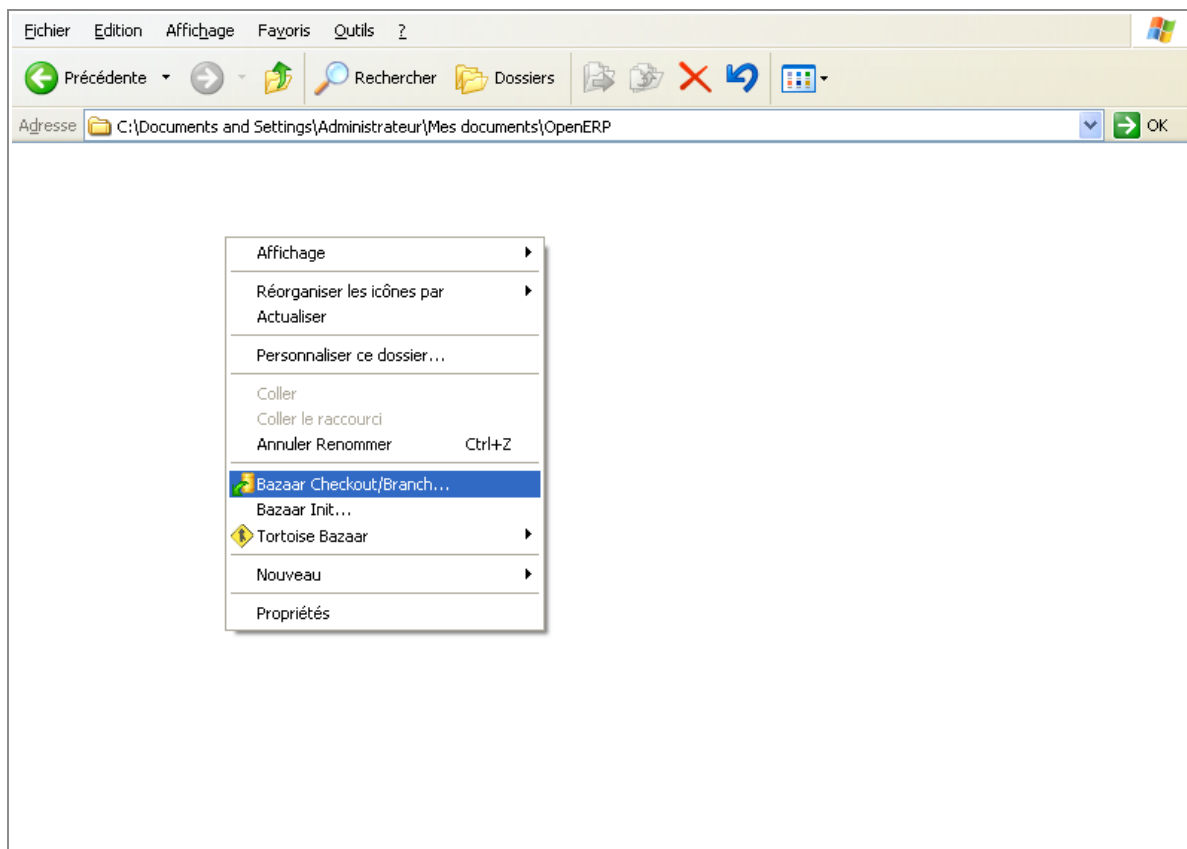 Fichier Edition Affichage Favoris Outils ?
Précédente Rechercher Dossiers
Adresse C:\Documents and Settings\Administrateur\Mes documents\OpenERP OK
Affichage
Réorganiser les icônes par
Actualiser
Personnaliser ce dossier...
Coller
Coller le raccourci
Annuler Renommer Ctrl+Z
Bazaar Checkout/Branch...
Bazaar Init...
Tortoise Bazaar
Nouveau
Propriétés